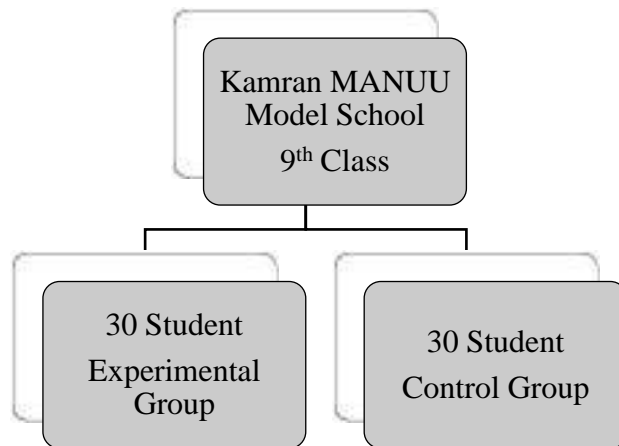 Kamran MANUU
Model School
9th Class
30 Student
Experimental
Group
30 Student
Control Group